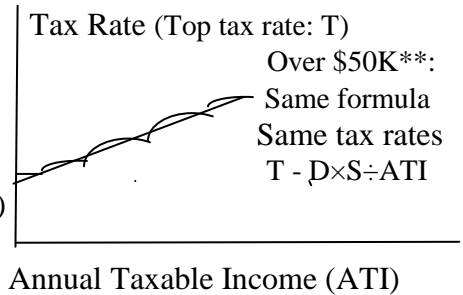 Tax Rate (Top tax rate: T)
Over $50K**:
Same formula
Same tax rates
T - D×S÷ATI
)
Annual Taxable Income (ATI)